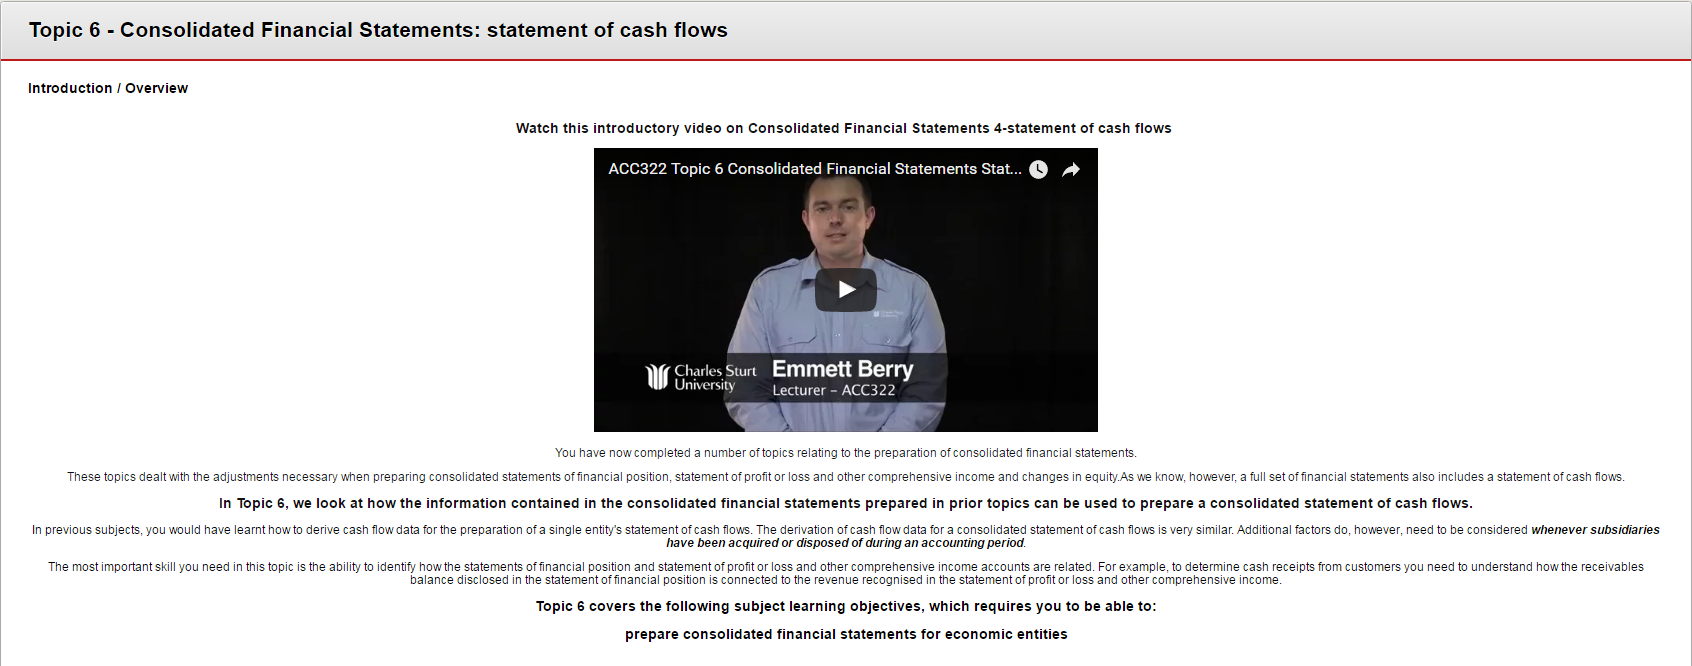 Topic 6 - Consolidated Financial Statements: statement of cash flows
Introduction / Overview
Watch this introductory video on Consolidated Financial Statements 4-statement of cash flows
ACC322 Topic 6 Consolidated Financial Statements Stat...
Charles Sturt
University
Charles Sturt
University
Emmett Berry
Lecturer – ACC322
You have now completed a number of topics relating to the preparation of consolidated financial statements.
These topics dealt with the adjustments necessary when preparing consolidated statements of financial position, statement of profit or loss and other comprehensive income and changes in equity.As we know, however, a full set of financial statements also includes a statement of cash flows.
In Topic 6, we look at how the information contained in the consolidated financial statements prepared in prior topics can be used to prepare a consolidated statement of cash flows.
In previous subjects, you would have learnt how to derive cash flow data for the preparation of a single entity's statement of cash flows. The derivation of cash flow data for a consolidated statement of cash flows is very similar. Additional factors do, however, need to be considered whenever subsidiaries
have been acquired or disposed of during an accounting period.
The most important skill you need in this topic is the ability to identify how the statements of financial position and statement of profit or loss and other comprehensive income accounts are related. For example, to determine cash receipts from customers you need to understand how the receivables
balance disclosed in the statement of financial position is connected to the revenue recognised in the statement of profit or loss and other comprehensive income.
Topic 6 covers the following subject learning objectives, which requires you to be able to:
prepare consolidated financial statements for economic entities